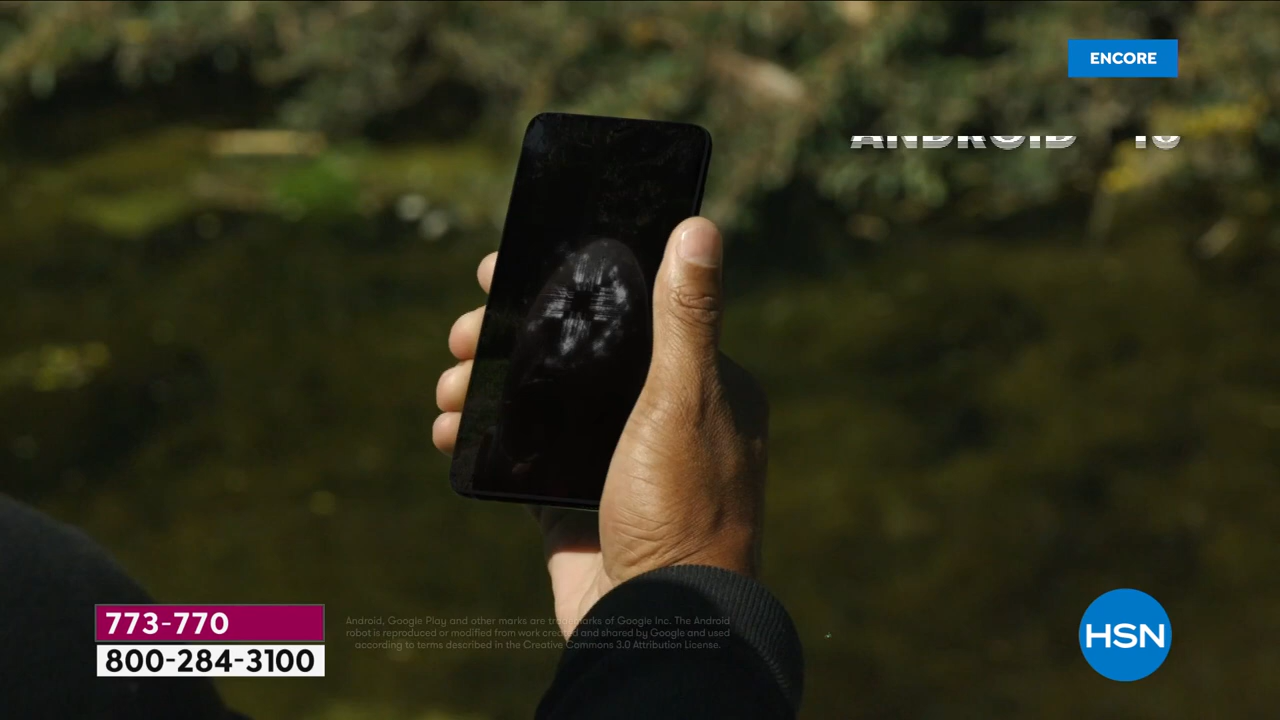 ENCORE
ANDROID
773-770
800-284-3100
Android, Google Play and other marks are trademarks of Google Inc. The Android
robot is reproduced or modified from work created and shared by Google and used
according to terms described in the Creative Commons 3.0 Attribution License.
HSN